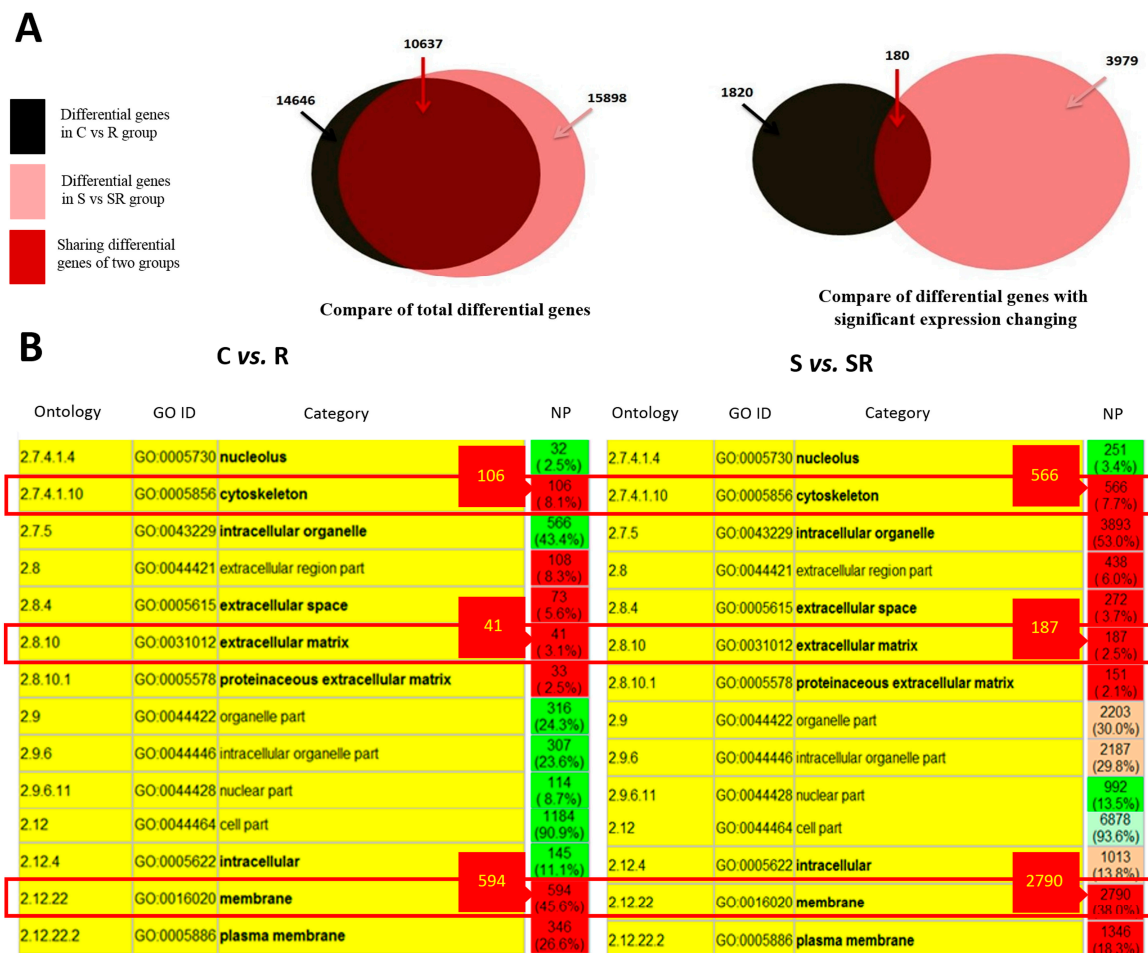 A
10637
14646
15898
180
1820
3979
Differential genes
in C vs R group
Differential genes
in S vs SR group
Sharing differential
genes of two groups
Compare of total differential genes
Compare of differential genes with
significant expression changing
B
C vs. R
S vs. SR
Ontology GO ID Category NP
2.7.4.1.4 GO:0005730 nucleolus 32 (2.5%)
106
2.7.4.1.10 GO:0005856 cytoskeleton 106 (8.1%)
2.7.5 GO:0043229 intracellular organelle 566 (43.4%)
2.8 GO:0044421 extracellular region part 108 (8.3%)
2.8.4 GO:0005615 extracellular space 73 (5.6%)
41
2.8.10 GO:0031012 extracellular matrix 41 (3.1%)
2.8.10.1 GO:0005578 proteinaceous extracellular matrix 33 (2.5%)
2.9 GO:0044422 organelle part 316 (24.3%)
2.9.6 GO:0044446 intracellular organelle part 307 (23.6%)
2.9.6.11 GO:0044428 nuclear part 114 (8.7%)
2.12 GO:0044464 cell part 1184 (90.9%)
2.12.4 GO:0005622 intracellular 145 (11.1%)
594
2.12.22 GO:0016020 membrane 594 (45.6%)
2.12.22.2 GO:0005886 plasma membrane 346 (26.6%)
Ontology GO ID Category NP
2.7.4.1.4 GO:0005730 nucleolus 251 (3.4%)
566
2.7.4.1.10 GO:0005856 cytoskeleton 566 (7.7%)
2.7.5 GO:0043229 intracellular organelle 3893 (53.0%)
2.8 GO:0044421 extracellular region part 438 (6.0%)
2.8.4 GO:0005615 extracellular space 272 (3.7%)
187
2.8.10 GO:0031012 extracellular matrix 187 (2.5%)
2.8.10.1 GO:0005578 proteinaceous extracellular matrix 151 (2.1%)
2.9 GO:0044422 organelle part 2203 (30.0%)
2.9.6 GO:0044446 intracellular organelle part 2187 (29.8%)
2.9.6.11 GO:0044428 nuclear part 992 (13.5%)
2.12 GO:0044464 cell part 6878 (93.6%)
2.12.4 GO:0005622 intracellular 1013 (13.8%)
2790
2.12.22 GO:0016020 membrane 2790 (38.0%)
2.12.22.2 GO:0005886 plasma membrane 1346 (18.3%)